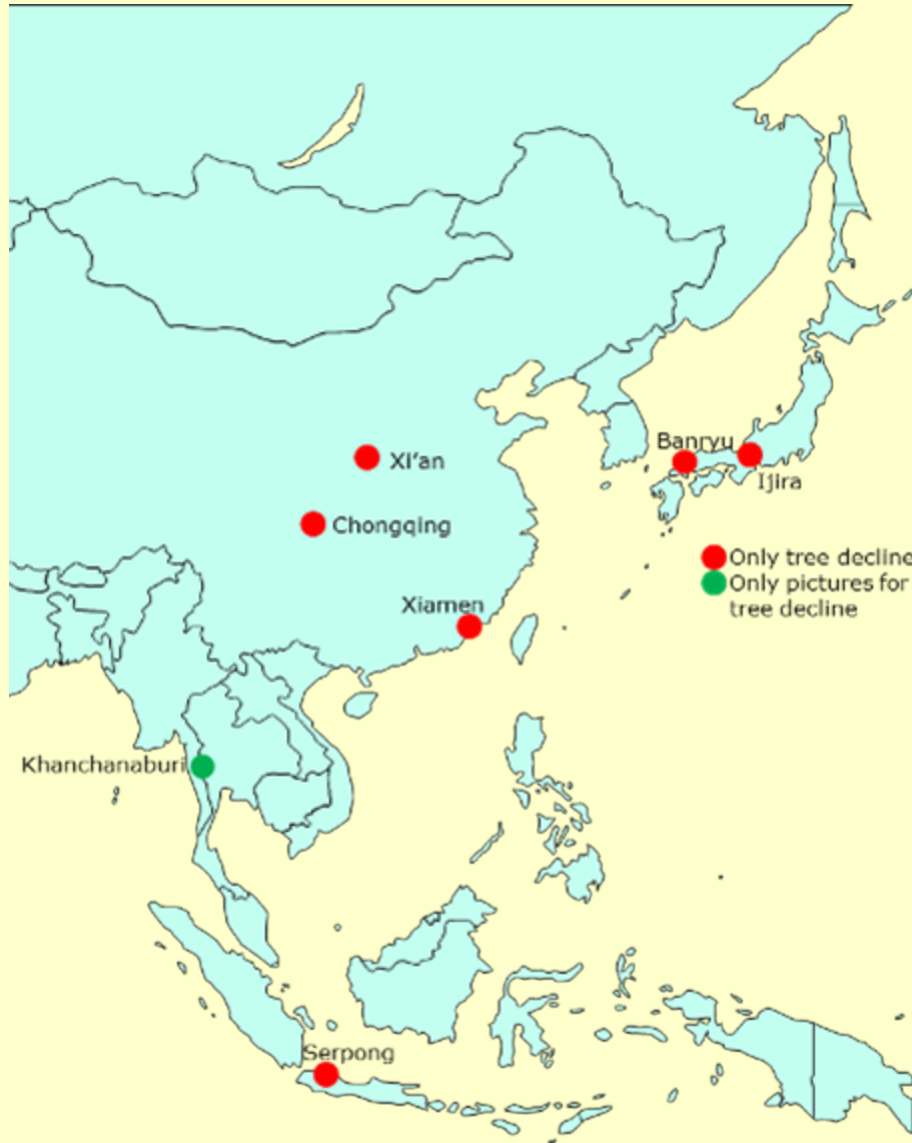 Xi'an
Chongqing
Xiamen
Banryu
Ijira
Only tree decline
Only pictures for
tree decline
Khanchanaburi
Serpong